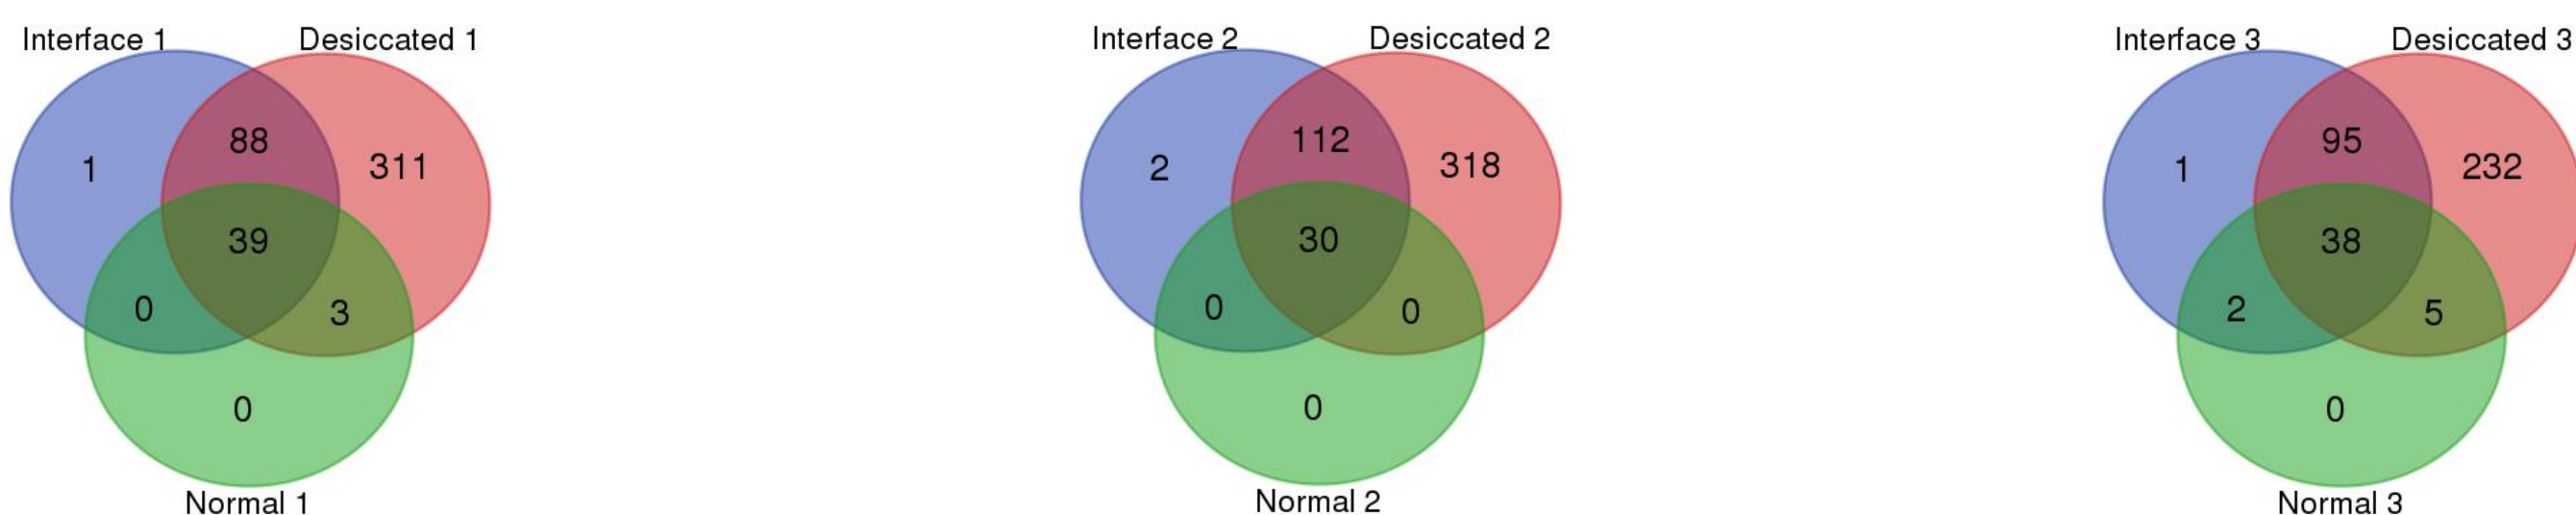 Interface 1
Desiccated 1
1
88
311
39
0
3
0
Normal 1
Interface 2
Desiccated 2
2
112
318
30
0
0
0
Normal 2
Interface 3
Desiccated 3
1
95
232
38
2
5
0
Normal 3